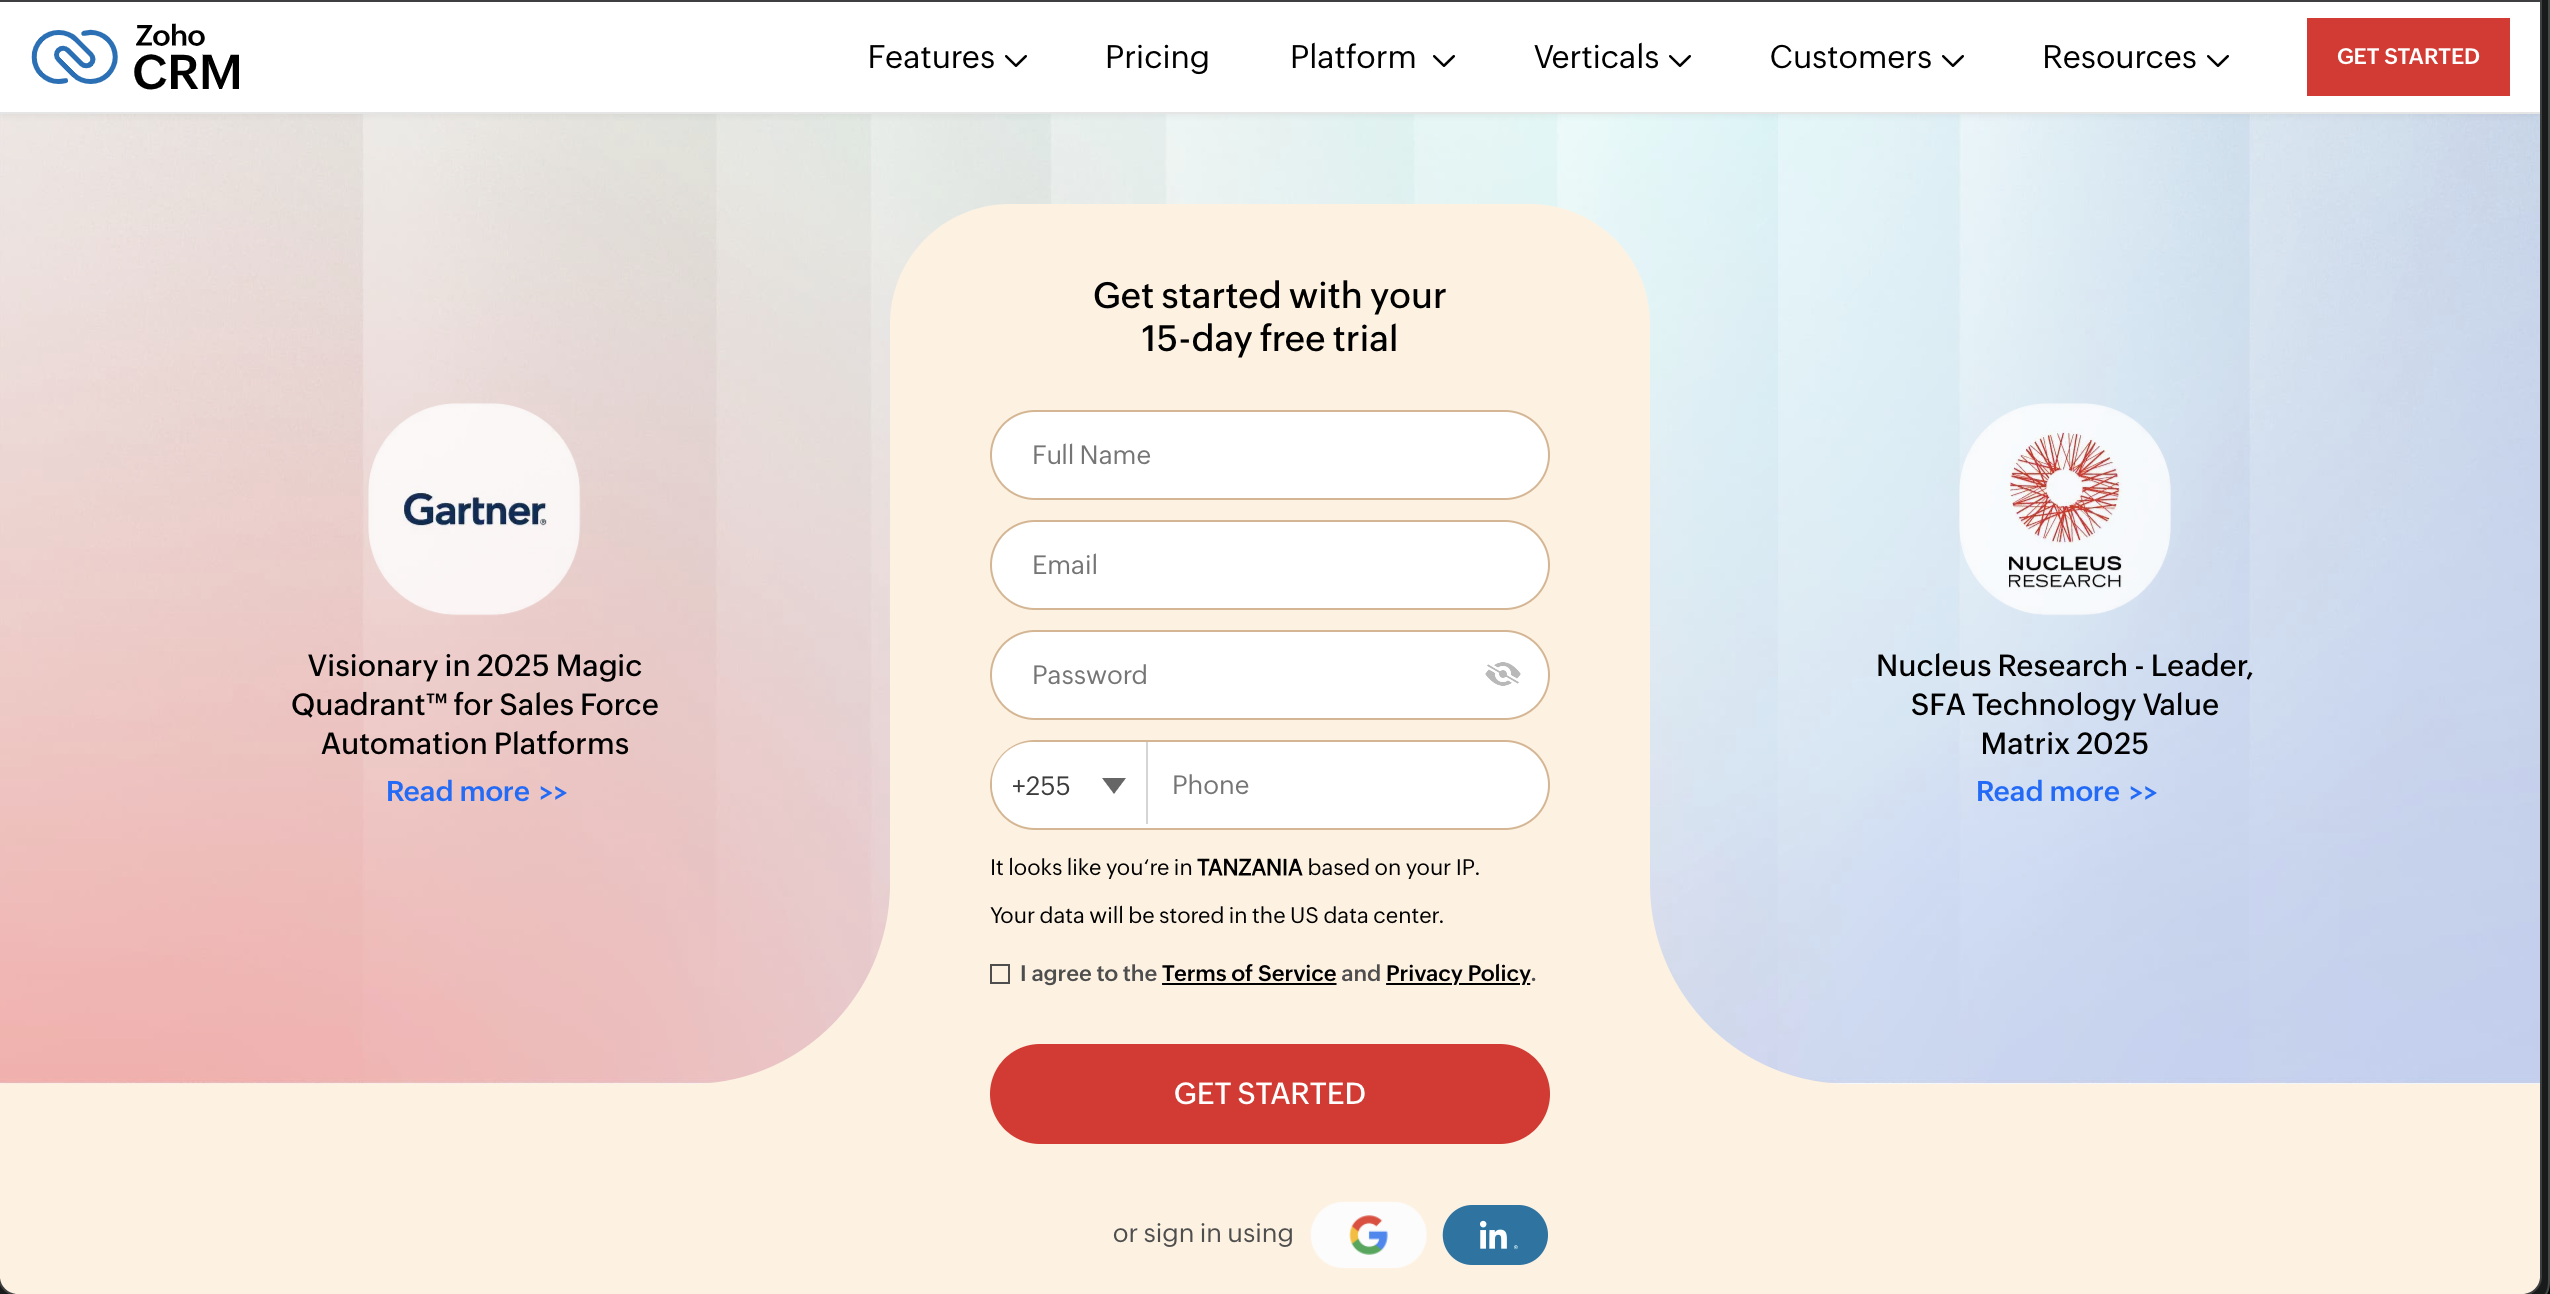 Zoho
CRM
Features
Pricing
Platform
Verticals
Customers
Resources
GET STARTED
Get started with your
15-day free trial
Full Name
Email
Password
+255
Phone
It looks like you're in TANZANIA based on your IP.
Your data will be stored in the US data center.
I agree to the Terms of Service and Privacy Policy.
GET STARTED
or sign in using
G
in
Gartner®
Visionary in 2025 Magic
Quadrant™ for Sales Force
Automation Platforms
Read more >>
NUCLEUS
RESEARCH
Nucleus Research - Leader,
SFA Technology Value
Matrix 2025
Read more >>